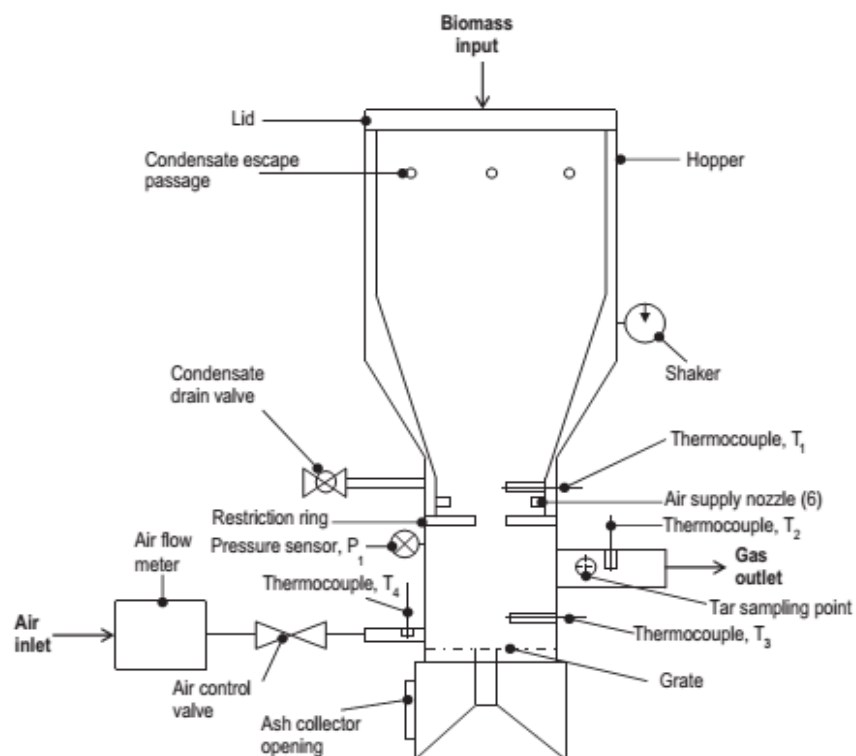 Biomass
input
Lid
Condensate escape
passage
Hopper
Shaker
Condensate
drain valve
Thermocouple, T1
Air supply nozzle (6)
Restriction ring
Thermocouple, T2
Pressure sensor, P1
Air flow
meter
Gas
outlet
Thermocouple, T4
Tar sampling point
Air
inlet
Thermocouple, T3
Air control
valve
Grate
Ash collector
opening